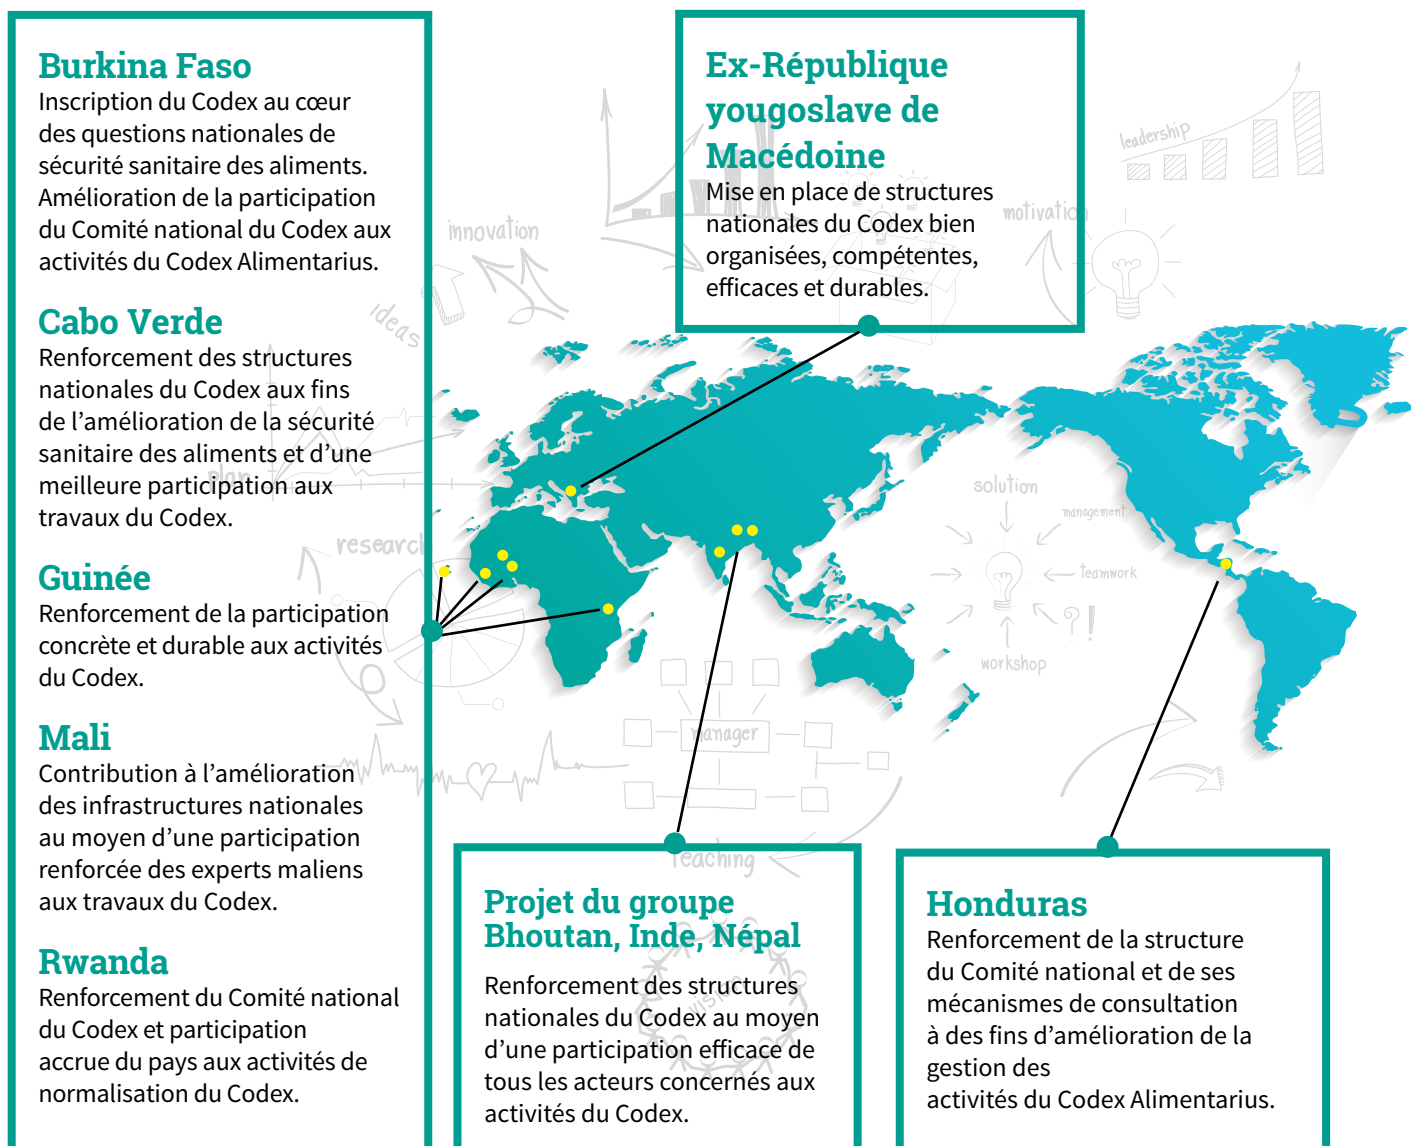 Burkina Faso
Inscription du Codex au cœur
des questions nationales de
sécurité sanitaire des aliments.
Amélioration de la participation
du Comité national du Codex aux
activités du Codex Alimentarius.
Cabo Verde
Renforcement des structures
nationales du Codex aux fins
de l’amélioration de la sécurité
sanitaire des aliments et d’une
meilleure participation aux
travaux du Codex.
Guinée
Renforcement de la participation
concrète et durable aux activités
du Codex.
Mali
Contribution à l’amélioration
des infrastructures nationales
au moyen d’une participation
renforcée des experts maliens
aux travaux du Codex.
Rwanda
Renforcement du Comité national
du Codex et participation
accrue du pays aux activités de
normalisation du Codex.
Ex-République
yougoslave de
Macédoine
Mise en place de structures
nationales du Codex bien
organisées, compétentes,
efficaces et durables.
leadership
motivation
innovation
ideas
plan
research
solution
management
teamwork
?!
workshop
manager
teaching
Projet du groupe
Bhoutan, Inde, Népal
Renforcement des structures
nationales du Codex au moyen
d’une participation efficace de
tous les acteurs concernés aux
activités du Codex.
vision
Honduras
Renforcement de la structure
du Comité national et de ses
mécanismes de consultation
à des fins d’amélioration de la
gestion des
activités du Codex Alimentarius.